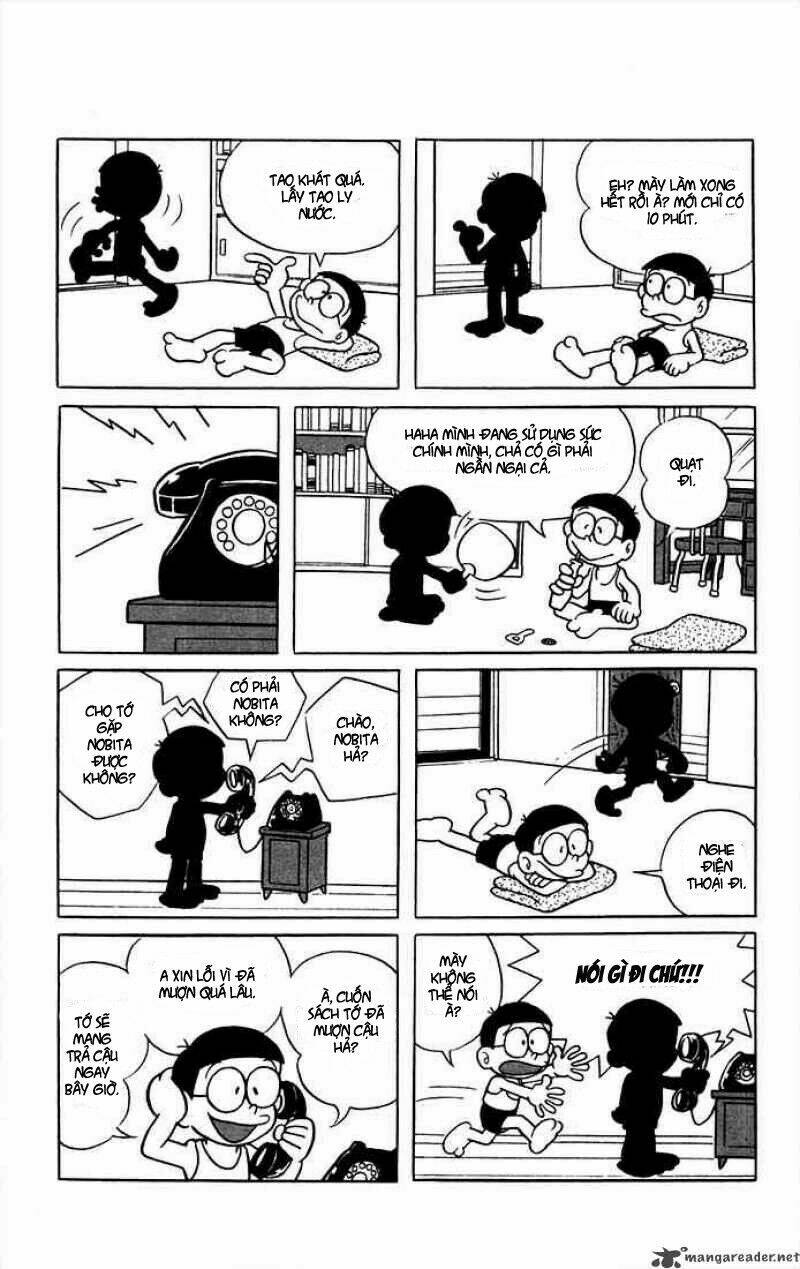 EH? MÀY LÀM XONG
HẾT RỒI À? MỚI CHỈ CÓ
10 PHÚT.
TAO KHÁT QUÁ.
LẤY TAO LY
NƯỚC.
QUẠT
ĐI.
HAHA MÌNH ĐANG SỬ DỤNG SỨC
CHÍNH MÌNH, CHẢ CÓ GÌ PHẢI
NGẦN NGẠI CẢ.
NGHE
ĐIỆN
THOẠI ĐI.
CHÀO,
NOBITA
HẢ?
CÓ PHẢI
NOBITA
KHÔNG?
CHO TỚ
GẶP
NOBITA
ĐƯỢC
KHÔNG?
NÓI GÌ ĐI CHỨ!!!
MÀY
KHÔNG
THỂ NÓI
À?
À, CUỐN
SÁCH TỚ ĐÃ
MƯỢN CẬU
HẢ?
A XIN LỖI VÌ ĐÃ
MƯỢN QUÁ LÂU.
TỚ SẼ
MANG
TRẢ CẬU
NGAY
BÂY GIỜ.
mangareader.net